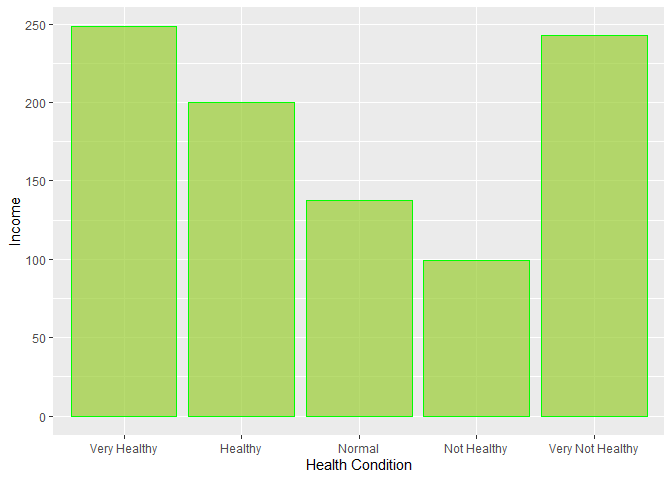 250
200
150
100
50
0
Income
Very Healthy
Healthy
Normal
Not Healthy
Very Not Healthy
Health Condition